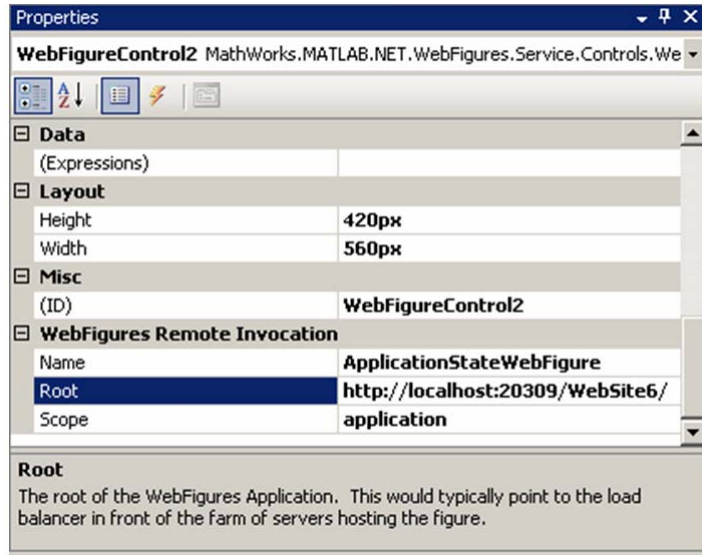 Properties
WebFigureControl2 MathWorks.MATLAB.NET.WebFigures.Service.Controls.We
Data
(Expressions)
Layout
Height 420px
Width 560px
Misc
(ID) WebFigureControl2
WebFigures Remote Invocation
Name ApplicationStateWebFigure
Root http://localhost:20309/WebSite6/
Scope application
Root
The root of the WebFigures Application. This would typically point to the load
balancer in front of the farm of servers hosting the figure.